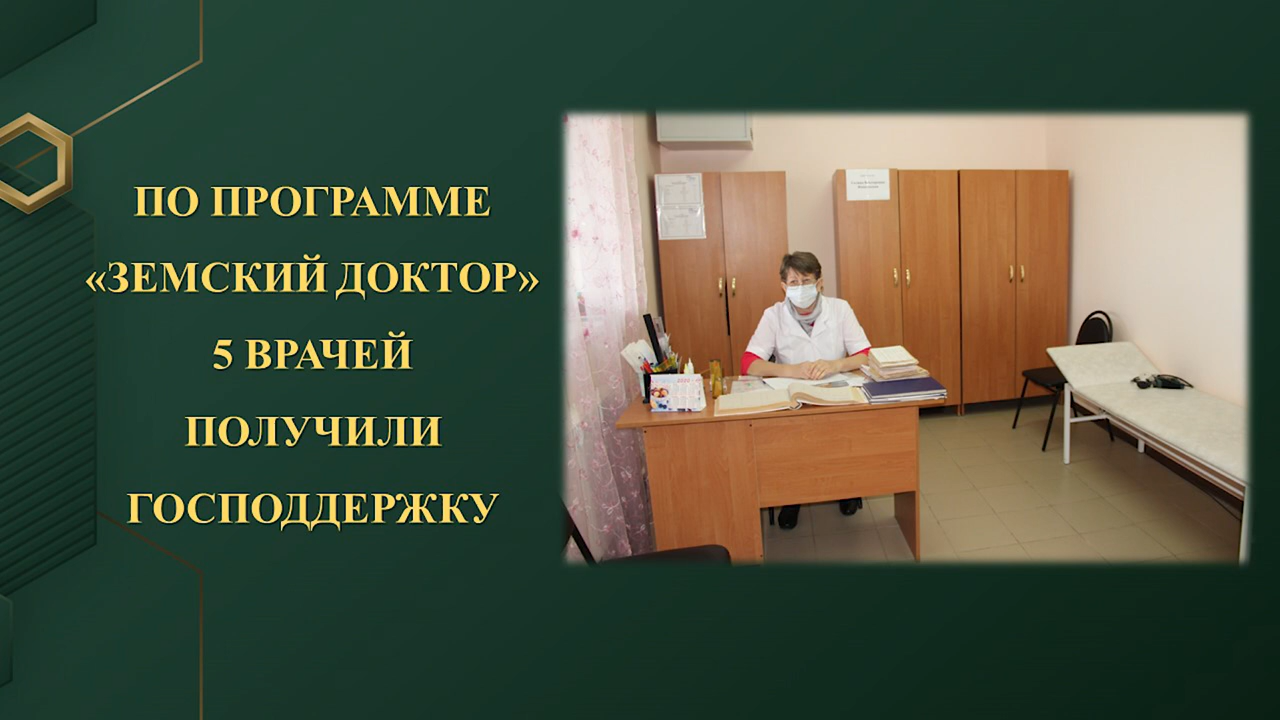 ПО ПРОГРАММЕ
«ЗЕМСКИЙ ДОКТОР»
5 ВРАЧЕЙ
ПОЛУЧИЛИ
ГОСПОДДЕРЖКУ